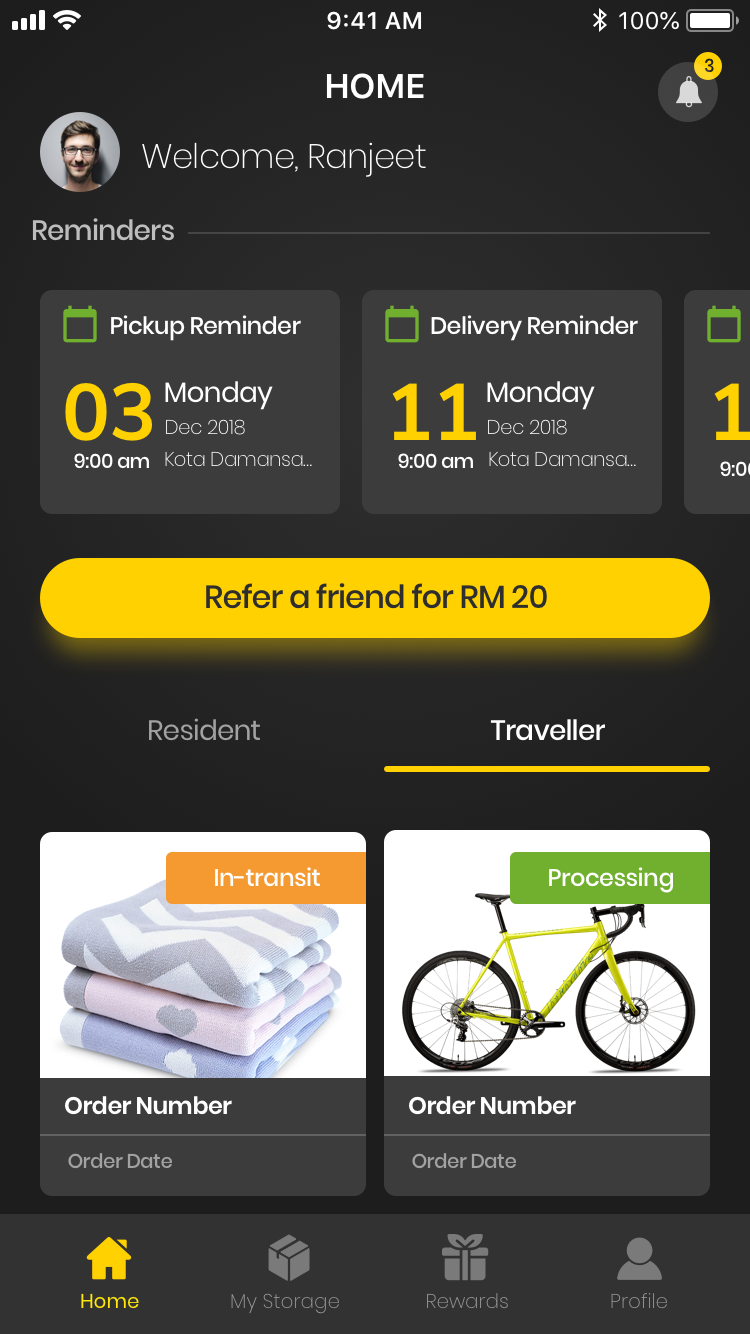 9:41 AM
100%
HOME
3
Welcome, Ranjeet
Reminders
Pickup Reminder
03
Monday
Dec 2018
9:00 am
Kota Damansa...
Delivery Reminder
11
Monday
Dec 2018
9:00 am
Kota Damansa...
1
9:0
Refer a friend for RM 20
Resident
Traveller
In-transit
Processing
Order Number
Order Date
Order Number
Order Date
Home
My Storage
Rewards
Profile